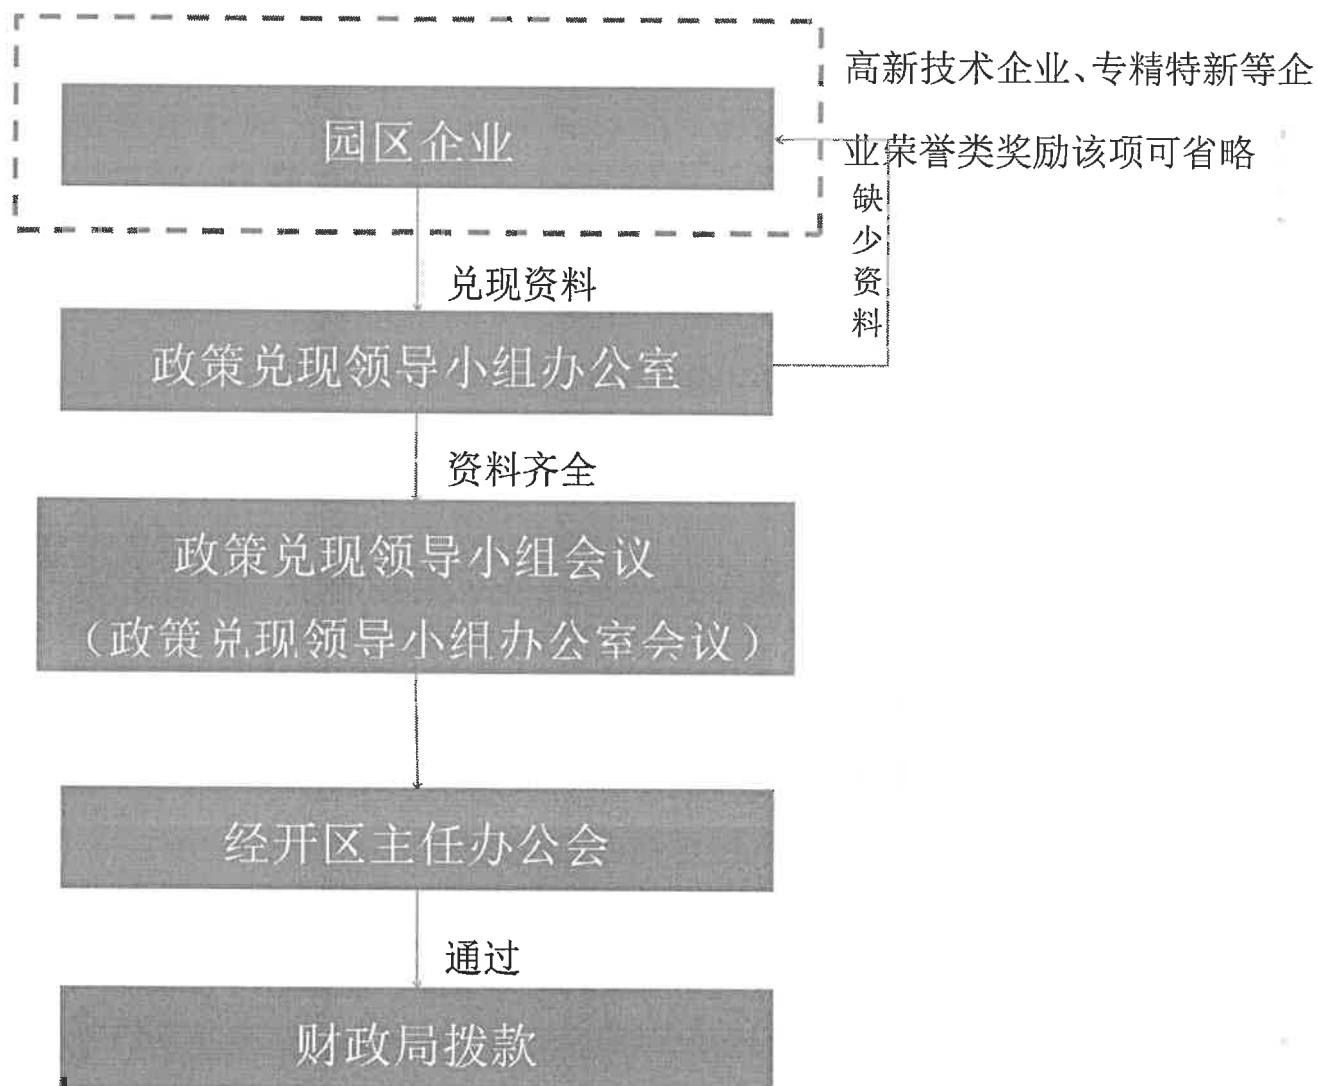 高新技术企业、专精特新等企
园区企业
业荣誉类奖励该项可省略
缺少资料
兑现资料
政策兑现领导小组办公室
资料齐全
政策兑现领导小组会议
（政策兑现领导小组办公室会议）
经开区主任办公会
通过
财政局拨款